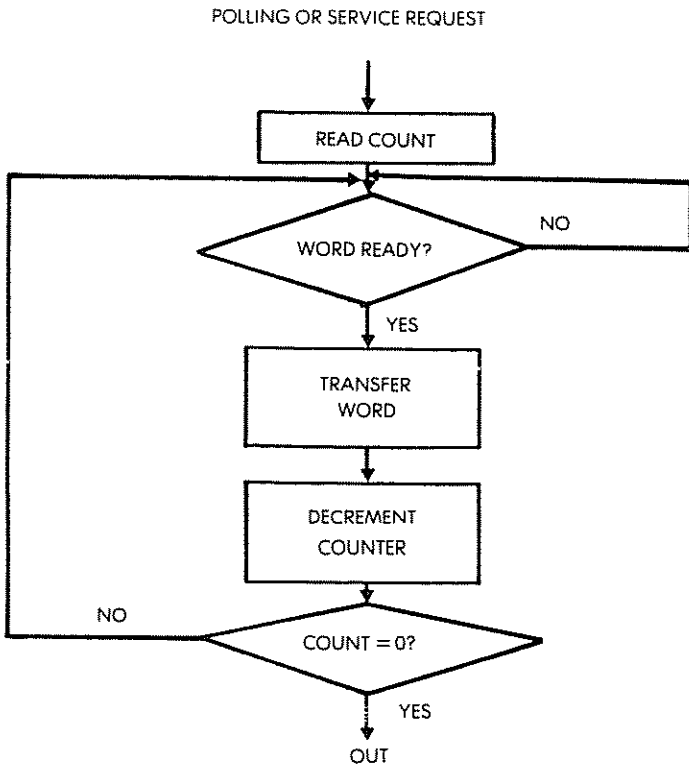 POLLING OR SERVICE REQUEST
READ COUNT
WORD READY?
NO
YES
TRANSFER
WORD
DECREMENT
COUNTER
NO
COUNT = 0?
YES
OUT